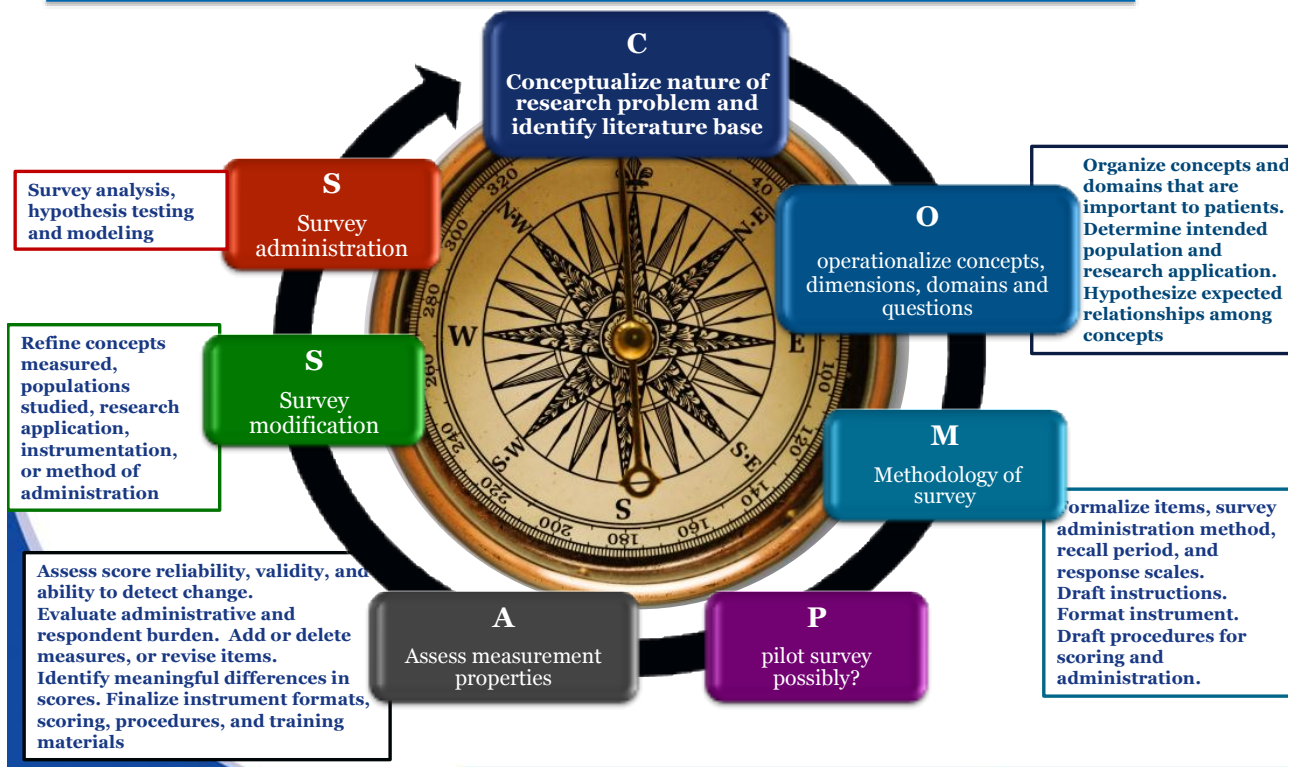 C
Conceptualize nature of
research problem and
identify literature base
O
operationalize concepts,
dimensions, domains and
questions
Organize concepts and
domains that are
important to patients.
Determine intended
population and
research application.
Hypothesize expected
relationships among
concepts
M
Methodology of
survey
Formalize items, survey
administration method,
recall period, and
response scales.
Draft instructions.
Format instrument.
Draft procedures for
scoring and
administration.
P
pilot survey
possibly?
A
Assess measurement
properties
Assess score reliability, validity, and
ability to detect change.
Evaluate administrative and
respondent burden.  Add or delete
measures, or revise items.
Identify meaningful differences in
scores. Finalize instrument formats,
scoring, procedures, and training
materials
S
Survey
modification
Refine concepts
measured,
populations
studied, research
application,
instrumentation,
or method of
administration
S
Survey
administration
Survey analysis,
hypothesis testing
and modeling
320
40
N·W
N·E
300
280
W
E
260
100
240
120
S·W
S·E
220
140
S
200
180
160